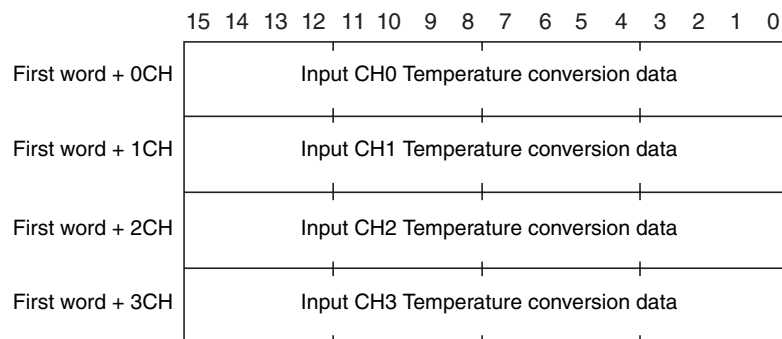 15 14 13 12 11 10 9 8 7 6 5 4 3 2 1 0
First word + 0CH Input CH0 Temperature conversion data
First word + 1CH Input CH1 Temperature conversion data
First word + 2CH Input CH2 Temperature conversion data
First word + 3CH Input CH3 Temperature conversion data